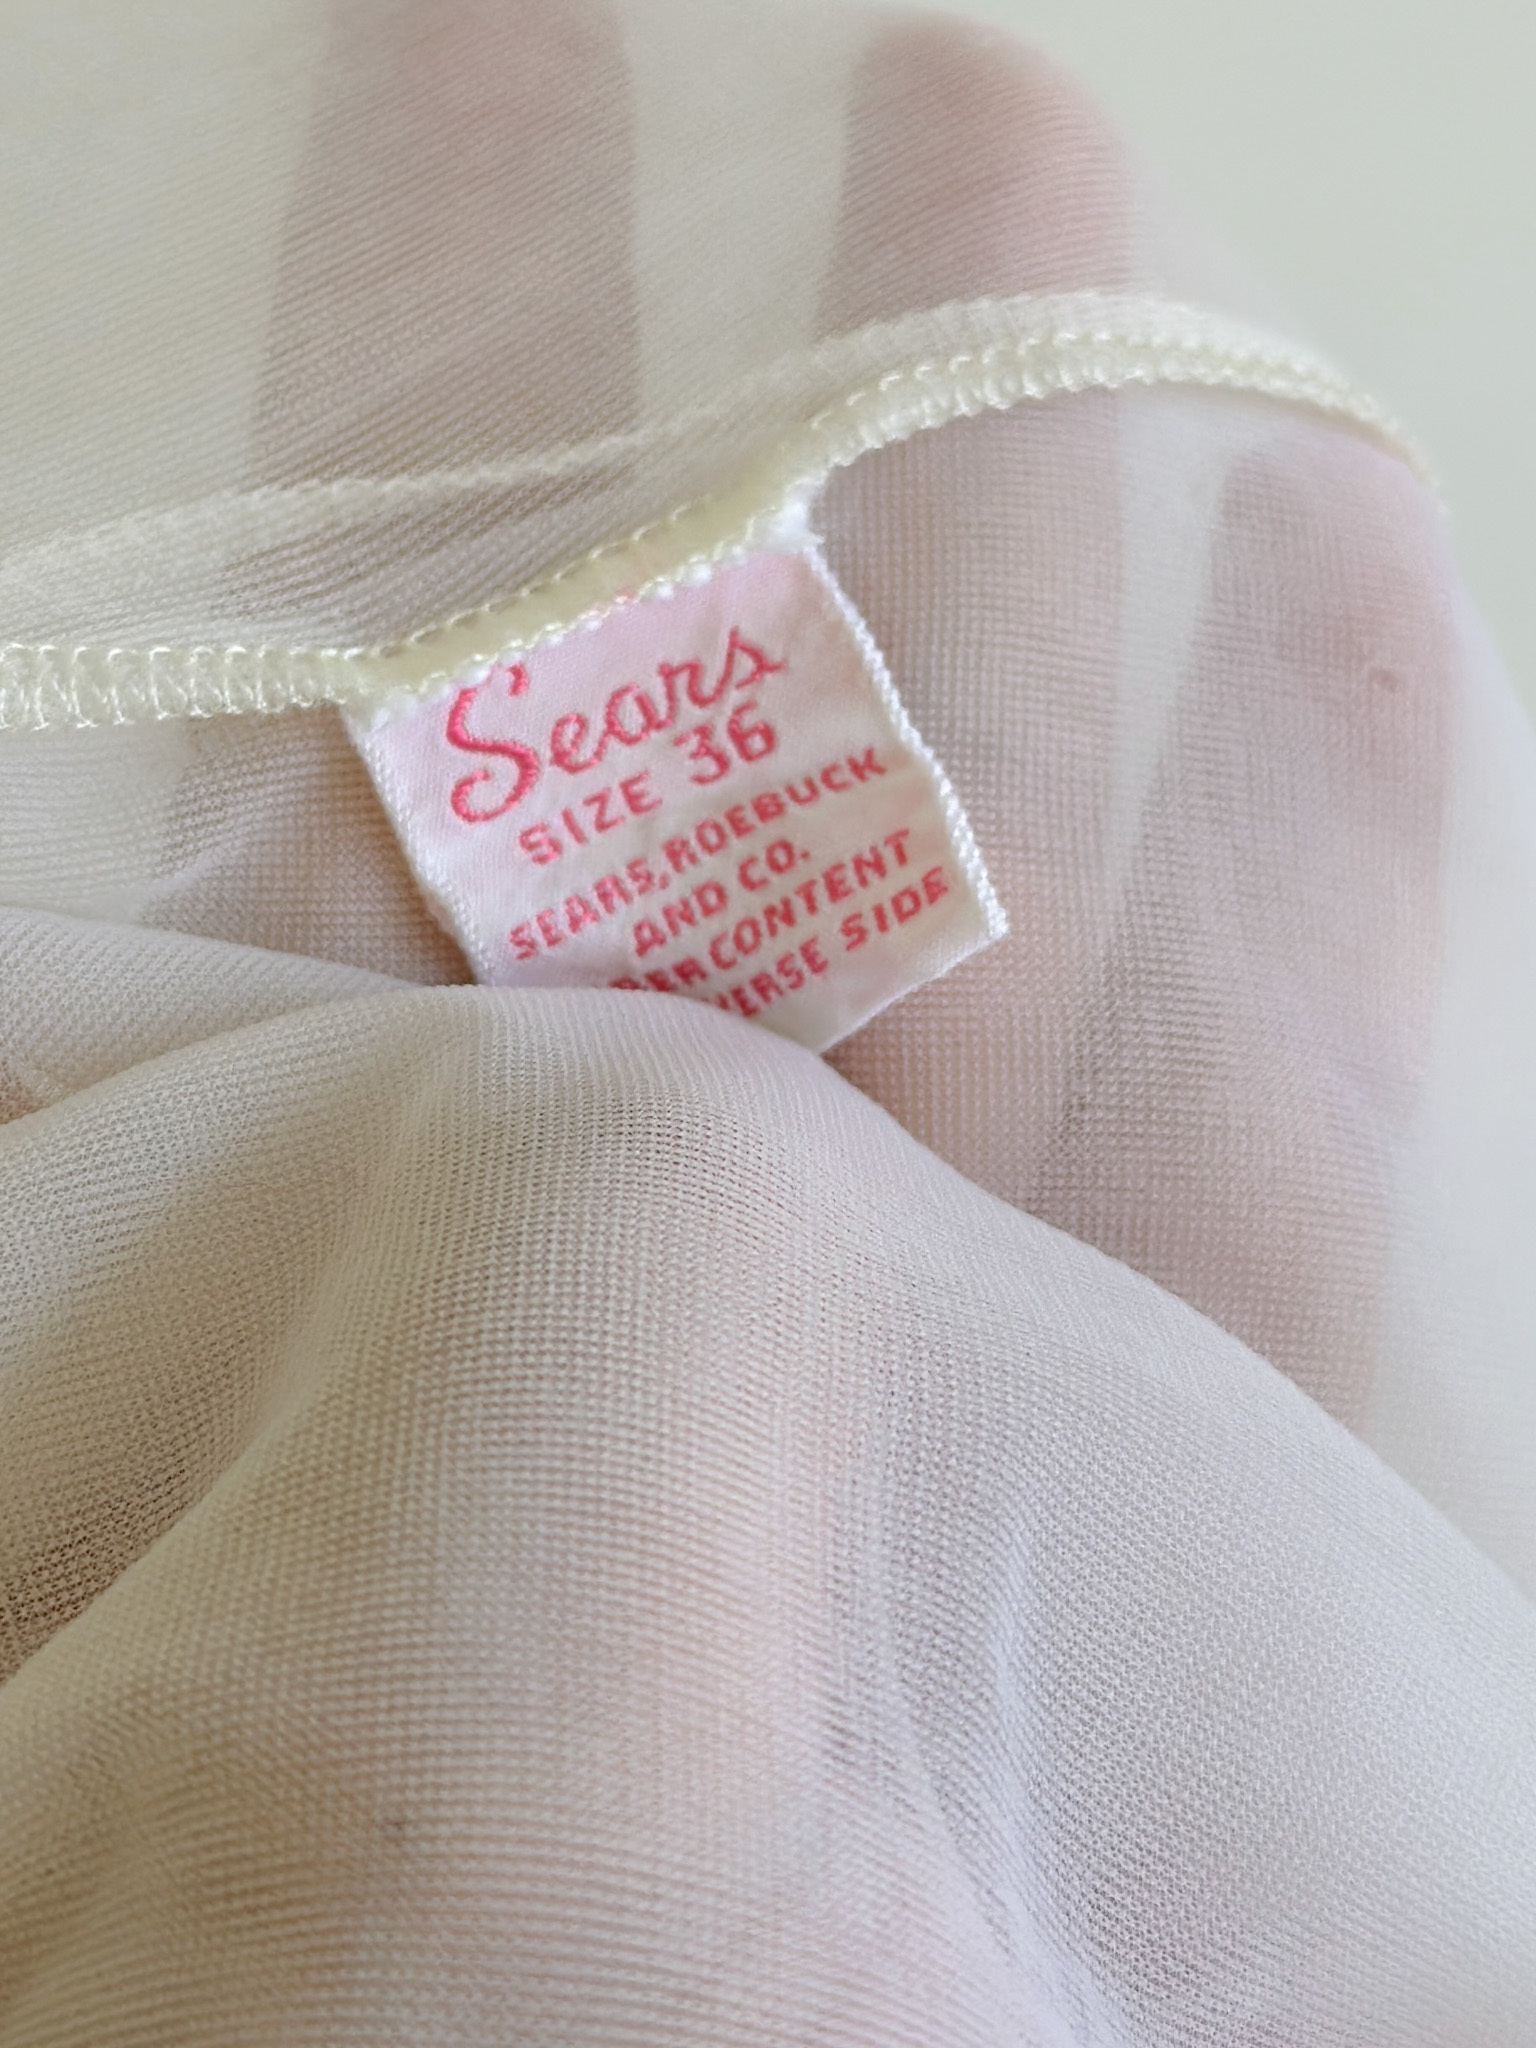 Sears
SIZE 36
SEARS, ROEBUCK
AND CO.
CONTENT
SIDE